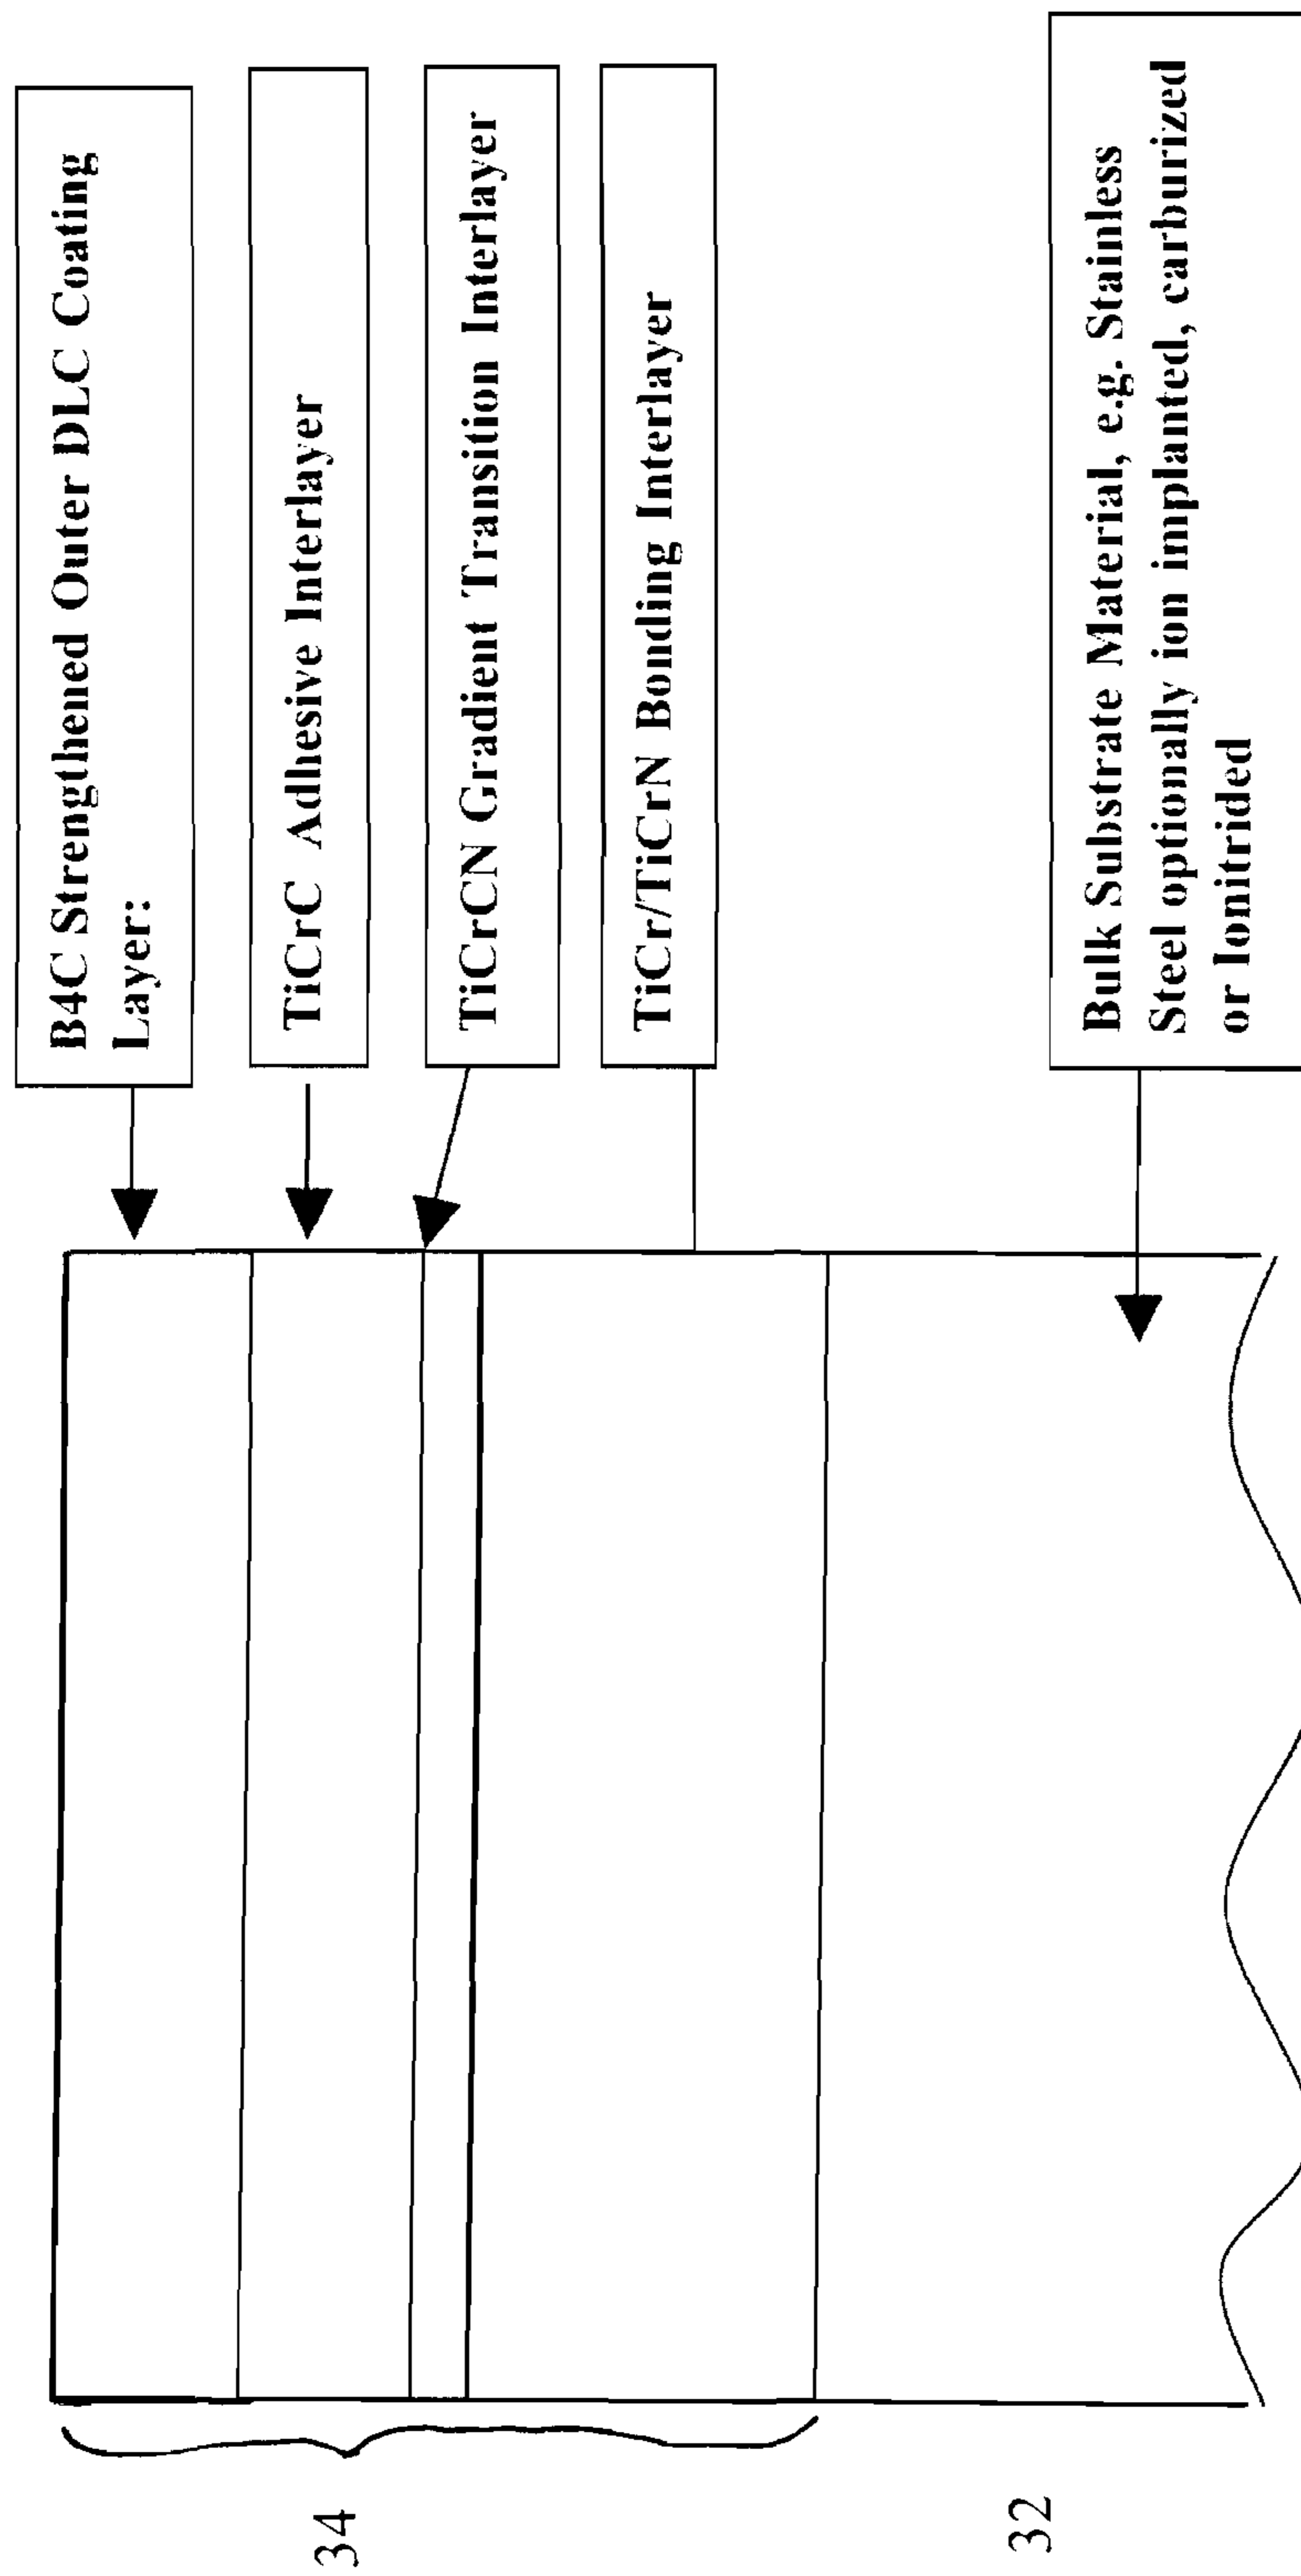 B4C Strengthened Outer DLC Coating
Layer:
TiCrC Adhesive Interlayer
TiCrCN Gradient Transition Interlayer
TiCr/TiCrN Bonding Interlayer
Bulk Substrate Material, e.g. Stainless
Steel optionally ion implanted, carburized
or Ionitrided
34
32